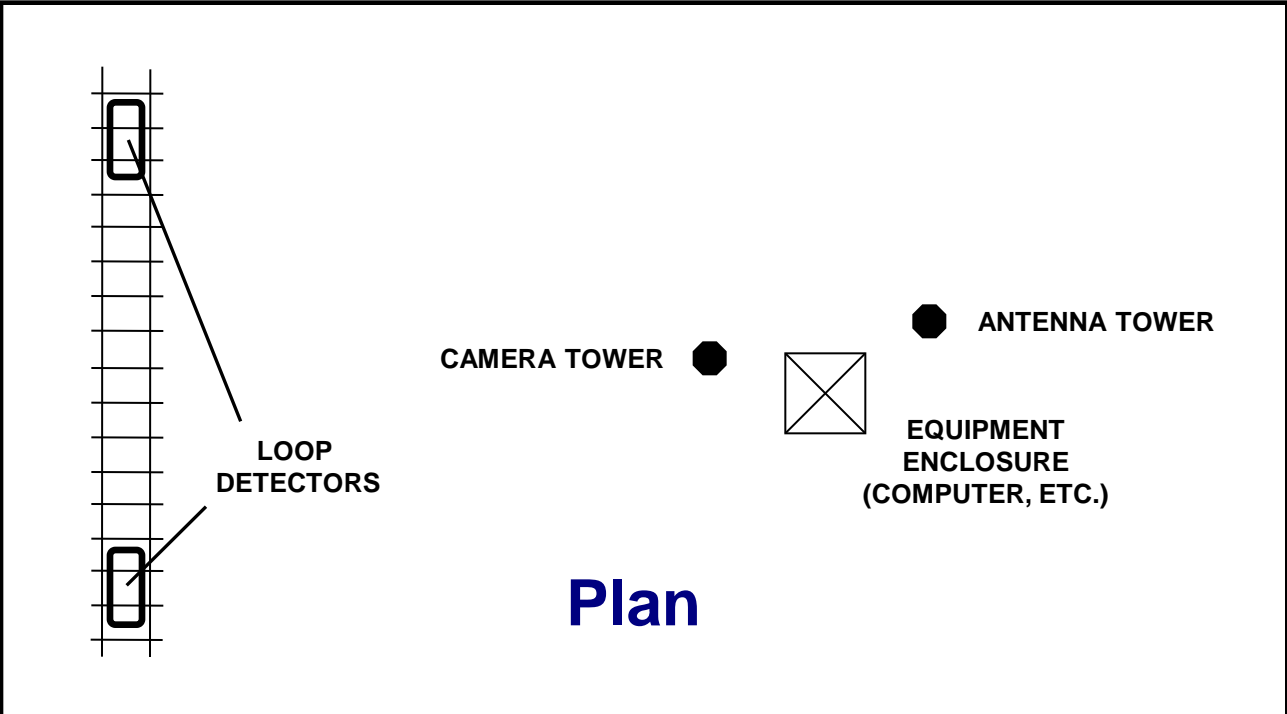 ANTENNA TOWER
CAMERA TOWER
EQUIPMENT
ENCLOSURE
(COMPUTER, ETC.)
LOOP
DETECTORS
Plan